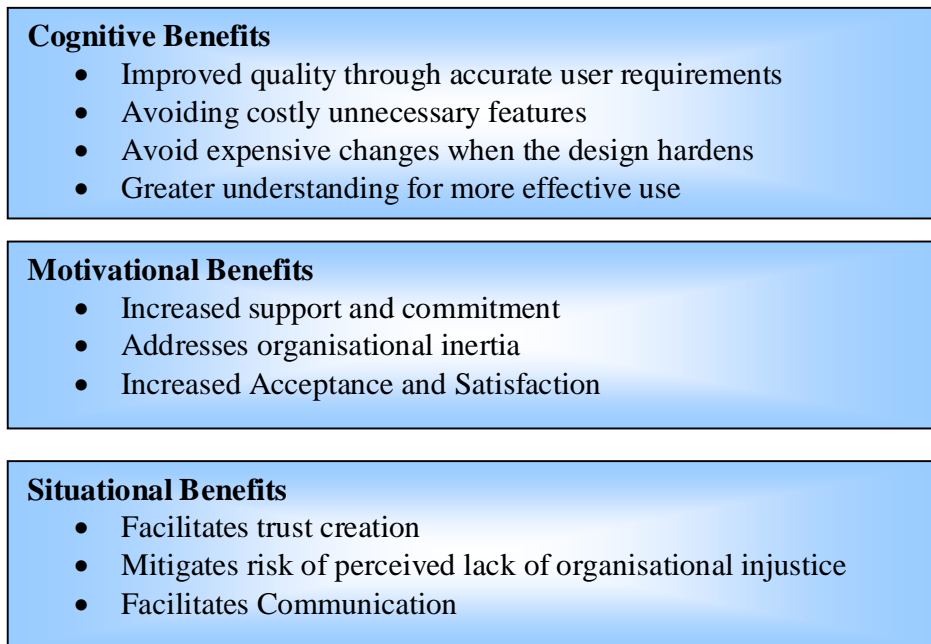 Cognitive Benefits
• Improved quality through accurate user requirements
• Avoiding costly unnecessary features
• Avoid expensive changes when the design hardens
• Greater understanding for more effective use
Motivational Benefits
• Increased support and commitment
• Addresses organisational inertia
• Increased Acceptance and Satisfaction
Situational Benefits
• Facilitates trust creation
• Mitigates risk of perceived lack of organisational injustice
• Facilitates Communication